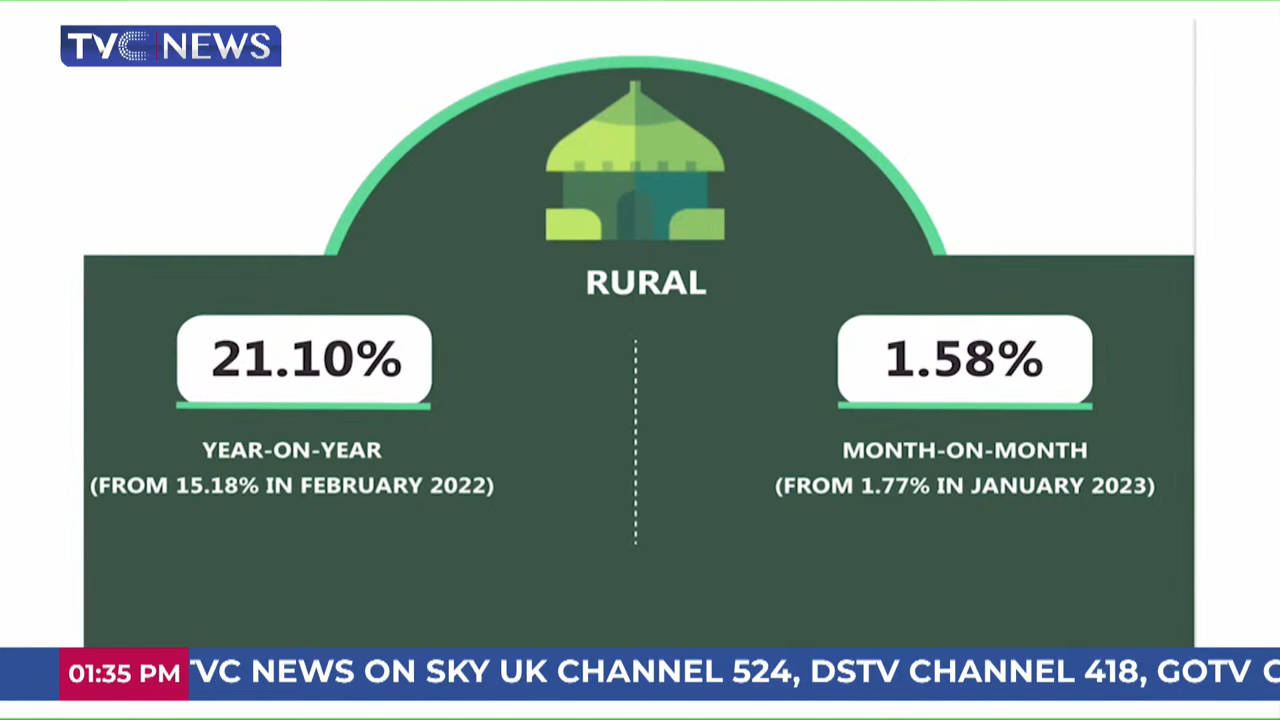 TVC NEWS
RURAL
21.10%
YEAR-ON-YEAR
(FROM 15.18% IN FEBRUARY 2022)
1.58%
MONTH-ON-MONTH
(FROM 1.77% IN JANUARY 2023)
01:35 PM
TVC NEWS ON SKY UK CHANNEL 524, DSTV CHANNEL 418, GOTV C